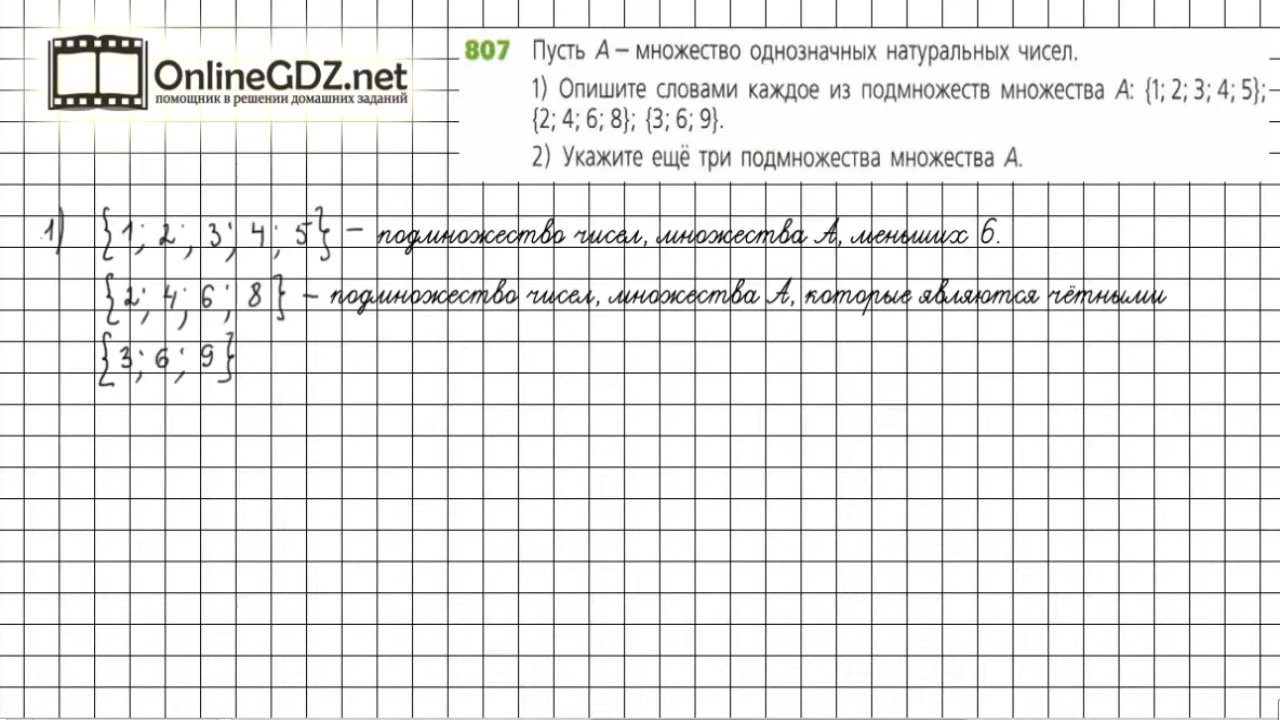 OnlineGDZ.net
помощник в решении домашних заданий
807 Пусть A – множество однозначных натуральных чисел.
1) Опишите словами каждое из подмножеств множества A: {1; 2; 3; 4; 5};
{2; 4; 6; 8}; {3; 6; 9}.
2) Укажите ещё три подмножества множества A.
1) {1; 2; 3; 4; 5} – подмножество чисел, множества A, меньших 6.
{2; 4; 6; 8} – подмножество чисел, множества A, которые являются чётными
{3; 6; 9}